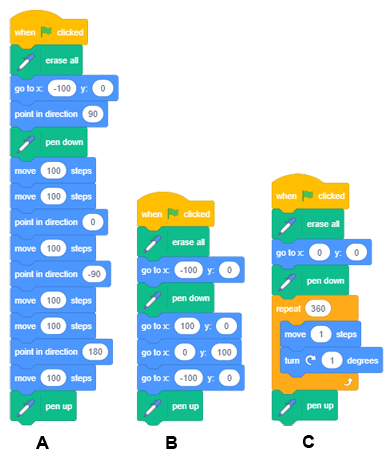 when clicked
erase all
go to x: -100 y: 0
point in direction 90
pen down
move 100 steps
move 100 steps
point in direction 0
move 100 steps
point in direction -90
move 100 steps
move 100 steps
point in direction 180
move 100 steps
pen up
A
when clicked
erase all
go to x: -100 y: 0
pen down
go to x: 100 y: 0
go to x: 0 y: 100
go to x: -100 y: 0
pen up
B
when clicked
erase all
go to x: 0 y: 0
pen down
repeat 360
move 1 steps
turn 1 degrees
pen up
C